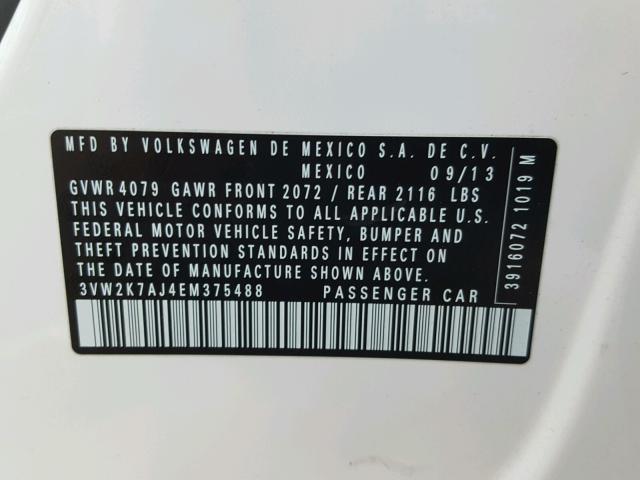 MFD BY VOLKSWAGEN DE MEXICO S.A. DE C.V.
MEXICO 09/13
GVWR 4079 GAWR FRONT 2072 / REAR 2116 LBS
THIS VEHICLE CONFORMS TO ALL APPLICABLE U.S.
FEDERAL MOTOR VEHICLE SAFETY, BUMPER AND
THEFT PREVENTION STANDARDS IN EFFECT ON
THE DATE OF MANUFACTURE SHOWN ABOVE.
3VW2K7AJ4EM375488 PASSENGER CAR
3916072 1019 M